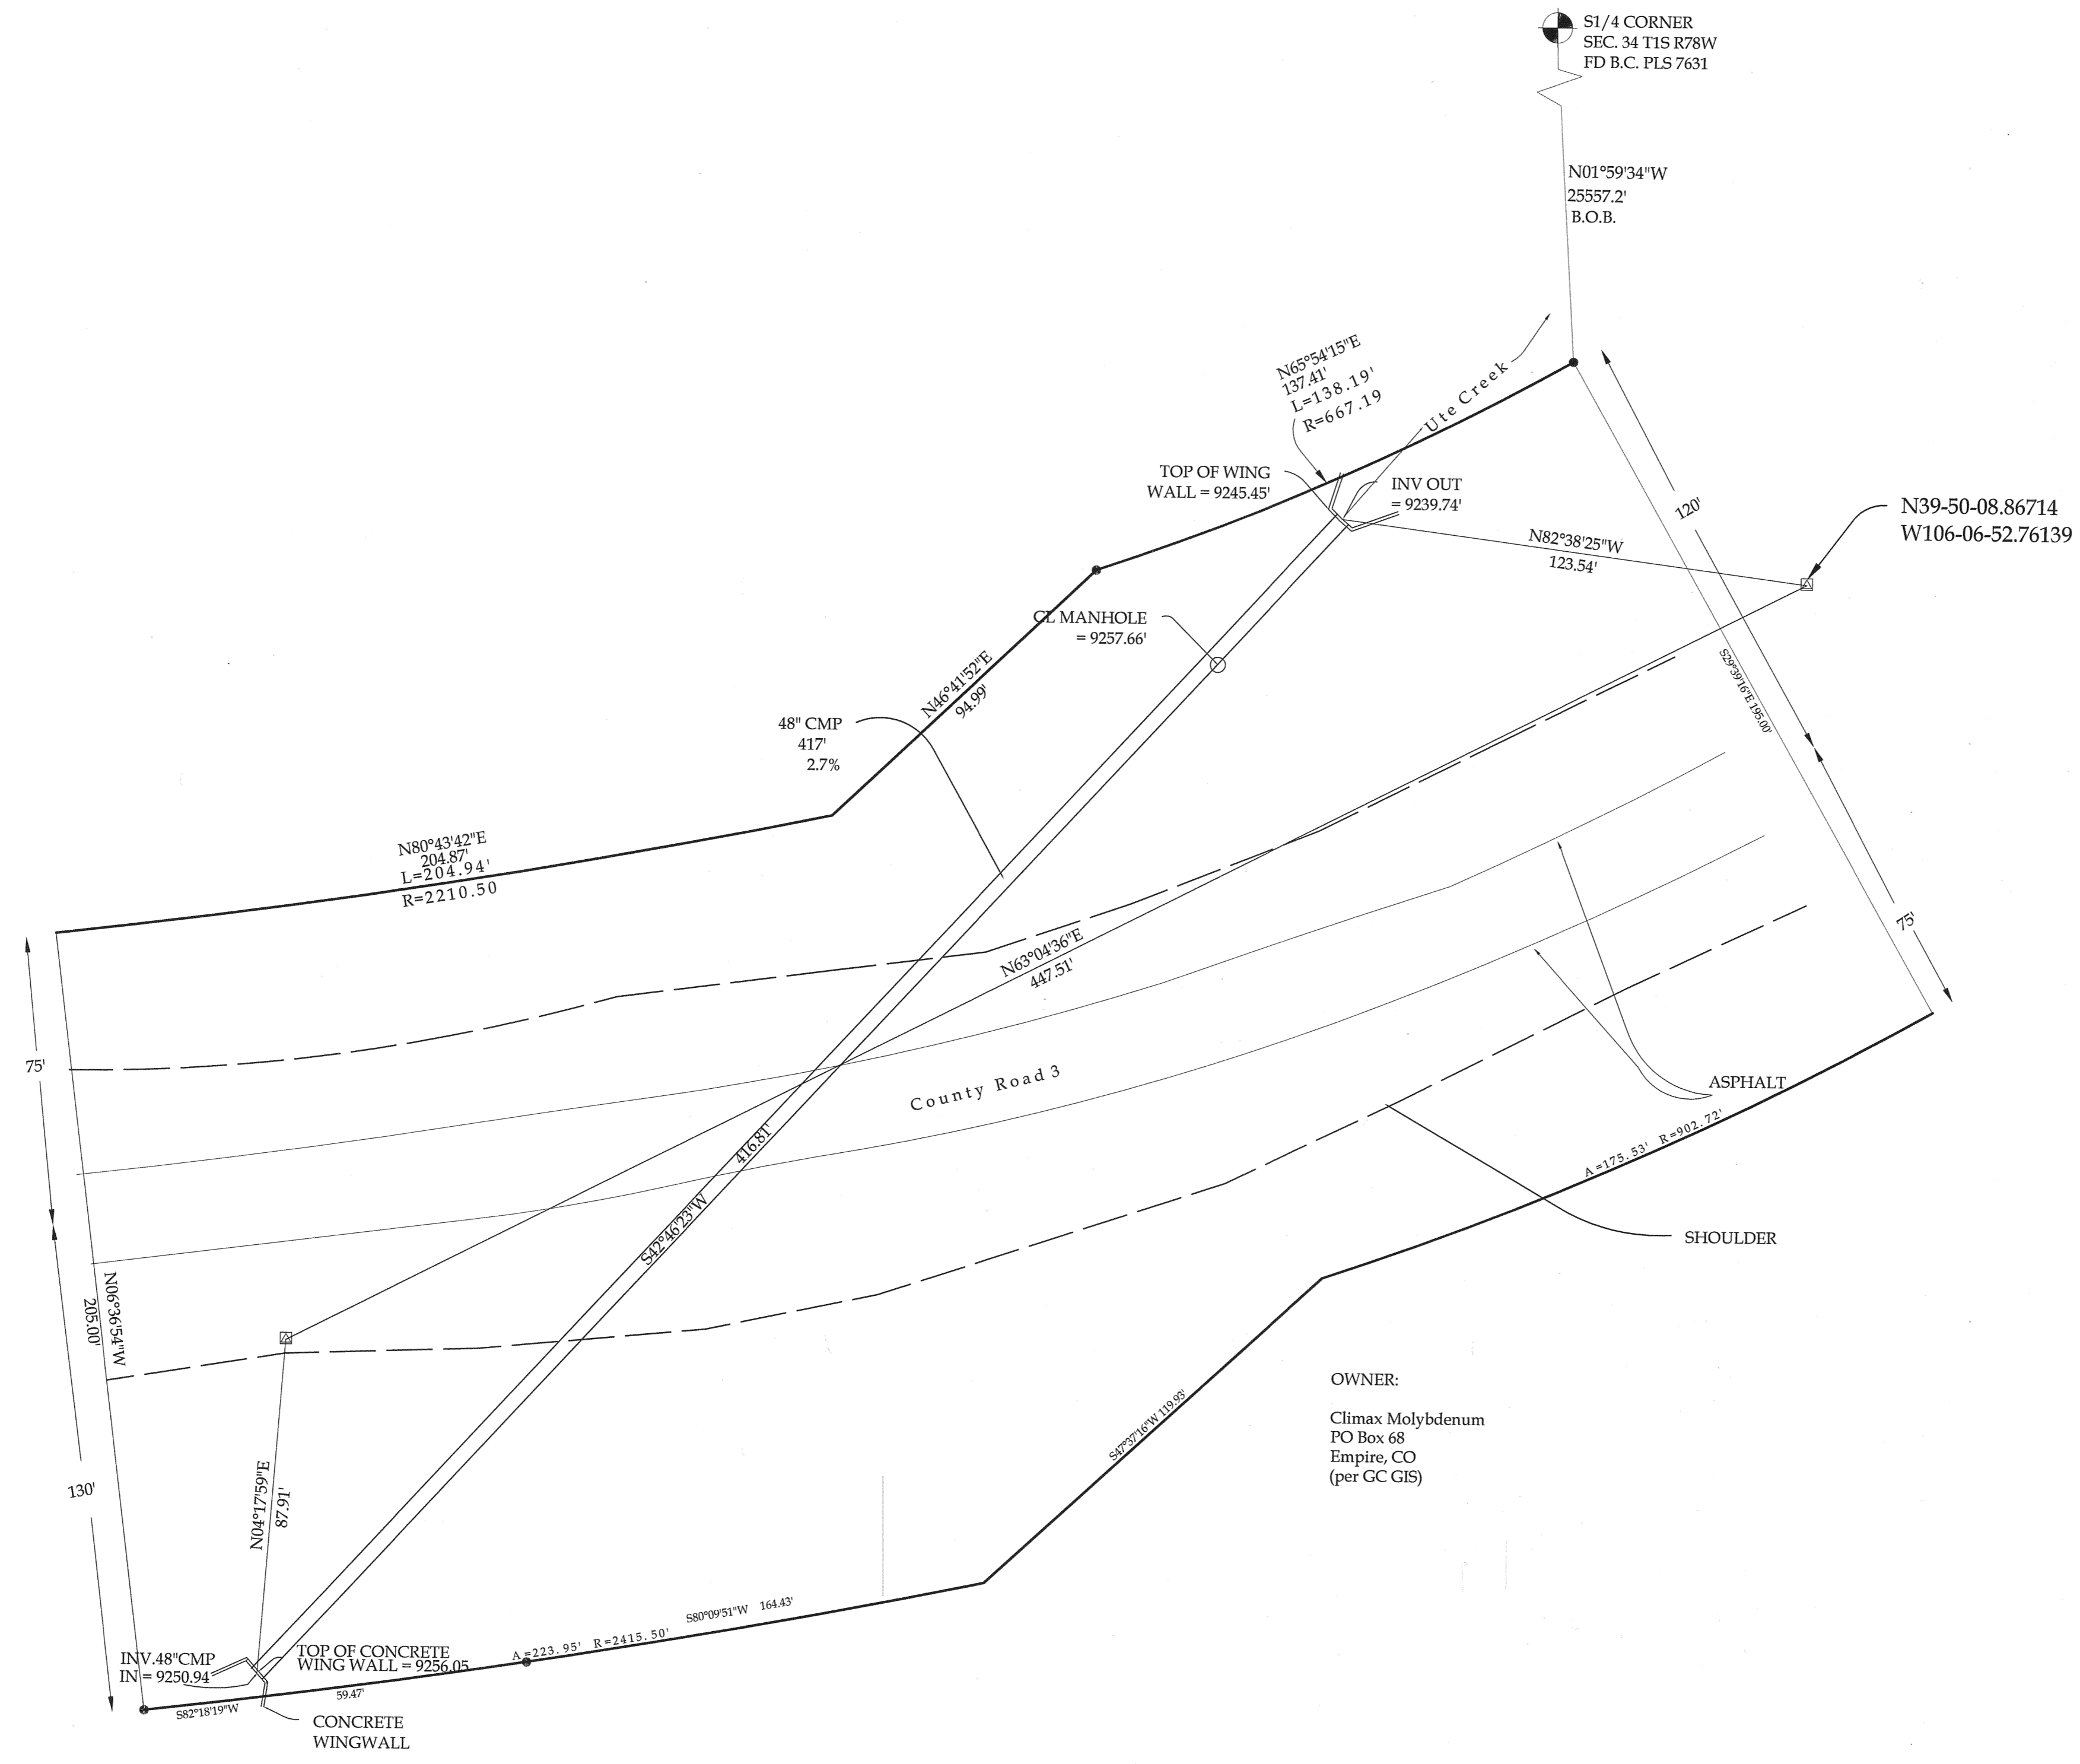 S1/4 CORNER
SEC. 34 T1S R78W
FD B.C. PLS 7631
N01°59'34"W
25557.2'
B.O.B.
N65°54'15"E
137.41'
L=138.19'
R=667.19
Ute Creek
TOP OF WING
WALL = 9245.45'
INV OUT
= 9239.74'
120'
N39-50-08.86714
W106-06-52.76139
N82°38'25"W
123.54'
CL MANHOLE
= 9257.66'
S29°39'16"E 195.00'
N46°41'52"E
94.99'
48" CMP
417'
2.7%
N80°43'42"E
204.87'
L=204.94'
R=2210.50
75'
N63°04'36"E
447.51'
75'
County Road 3
ASPHALT
A=175.53' R=902.72'
416.81'
S42°46'23"W
SHOULDER
N06°36'54"W
205.00'
OWNER:
Climax Molybdenum
PO Box 68
Empire, CO
(per GC GIS)
S47°37'16"W 119.93'
130'
N04°17'59"E
87.91'
S80°09'51"W 164.43'
A=223.95' R=2415.50'
INV.48"CMP
IN = 9250.94
TOP OF CONCRETE
WING WALL = 9256.05
59.47'
S82°18'19"W
CONCRETE
WINGWALL